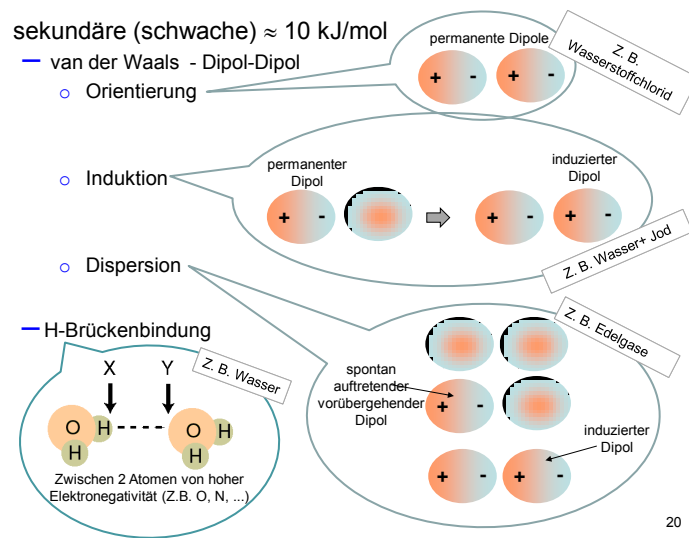 sekundäre (schwache) ≈ 10 kJ/mol
– van der Waals - Dipol-Dipol
o Orientierung
permanente Dipole
+ - + -
Z. B.
Wasserstoffchlorid
o Induktion
permanenter
Dipol
induzierter
Dipol
+ - + - + -
Z. B. Wasser+ Jod
o Dispersion
Z. B. Edelgase
spontan
auftretender
vorübergehender
Dipol
+ -
induzierter
Dipol
+ - + -
– H-Brückenbindung
Z. B. Wasser
X Y
O H O H
H H
Zwischen 2 Atomen von hoher
Elektronegativität (Z.B. O, N, ...)
20